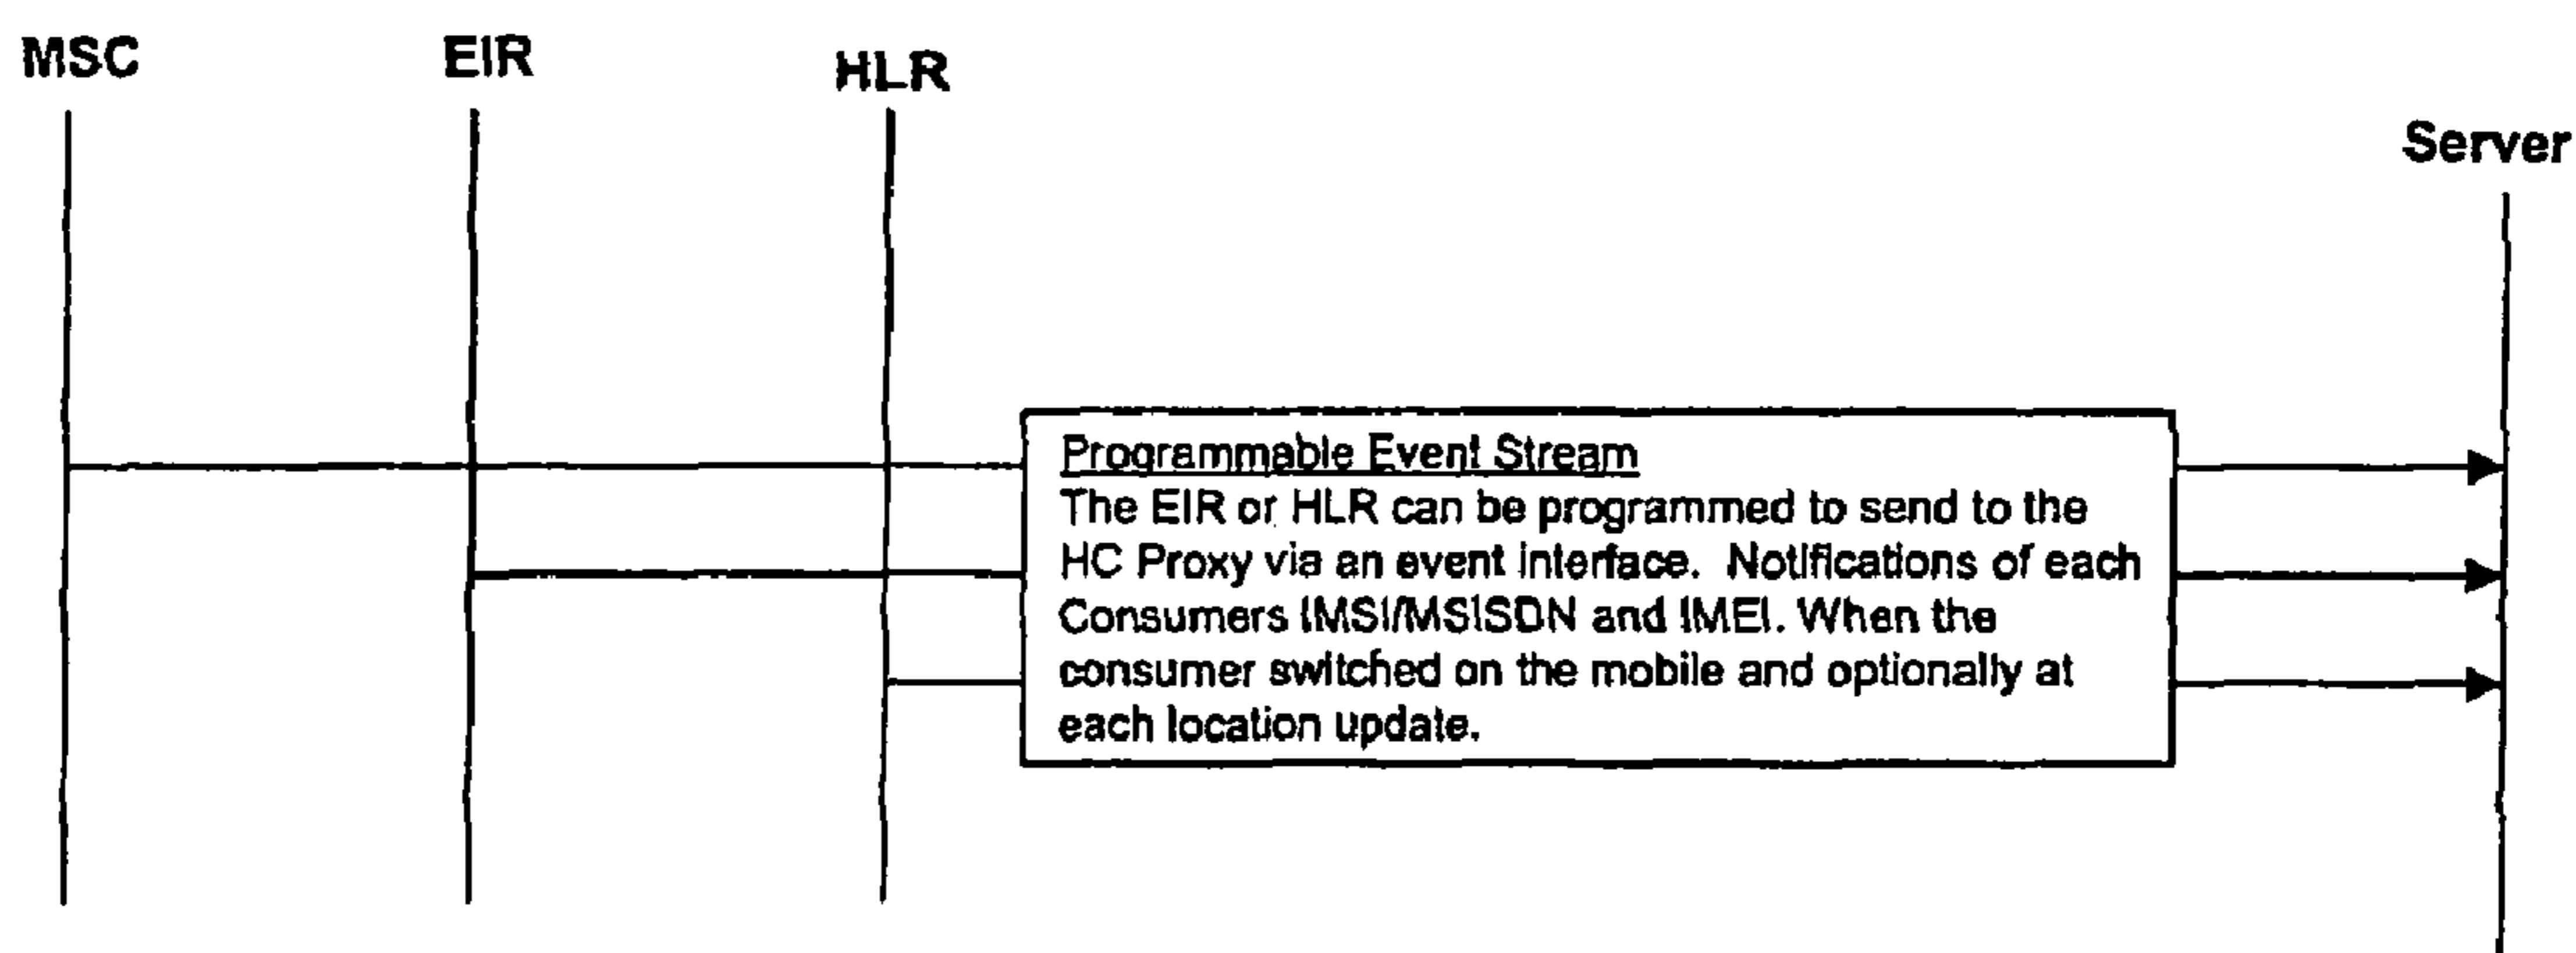 MSC
EIR
HLR
Server
Programmable Event Stream
The EIR or HLR can be programmed to send to the
HC Proxy via an event interface. Notifications of each
Consumers IMSI/MSISDN and IMEI. When the
consumer switched on the mobile and optionally at
each location update.